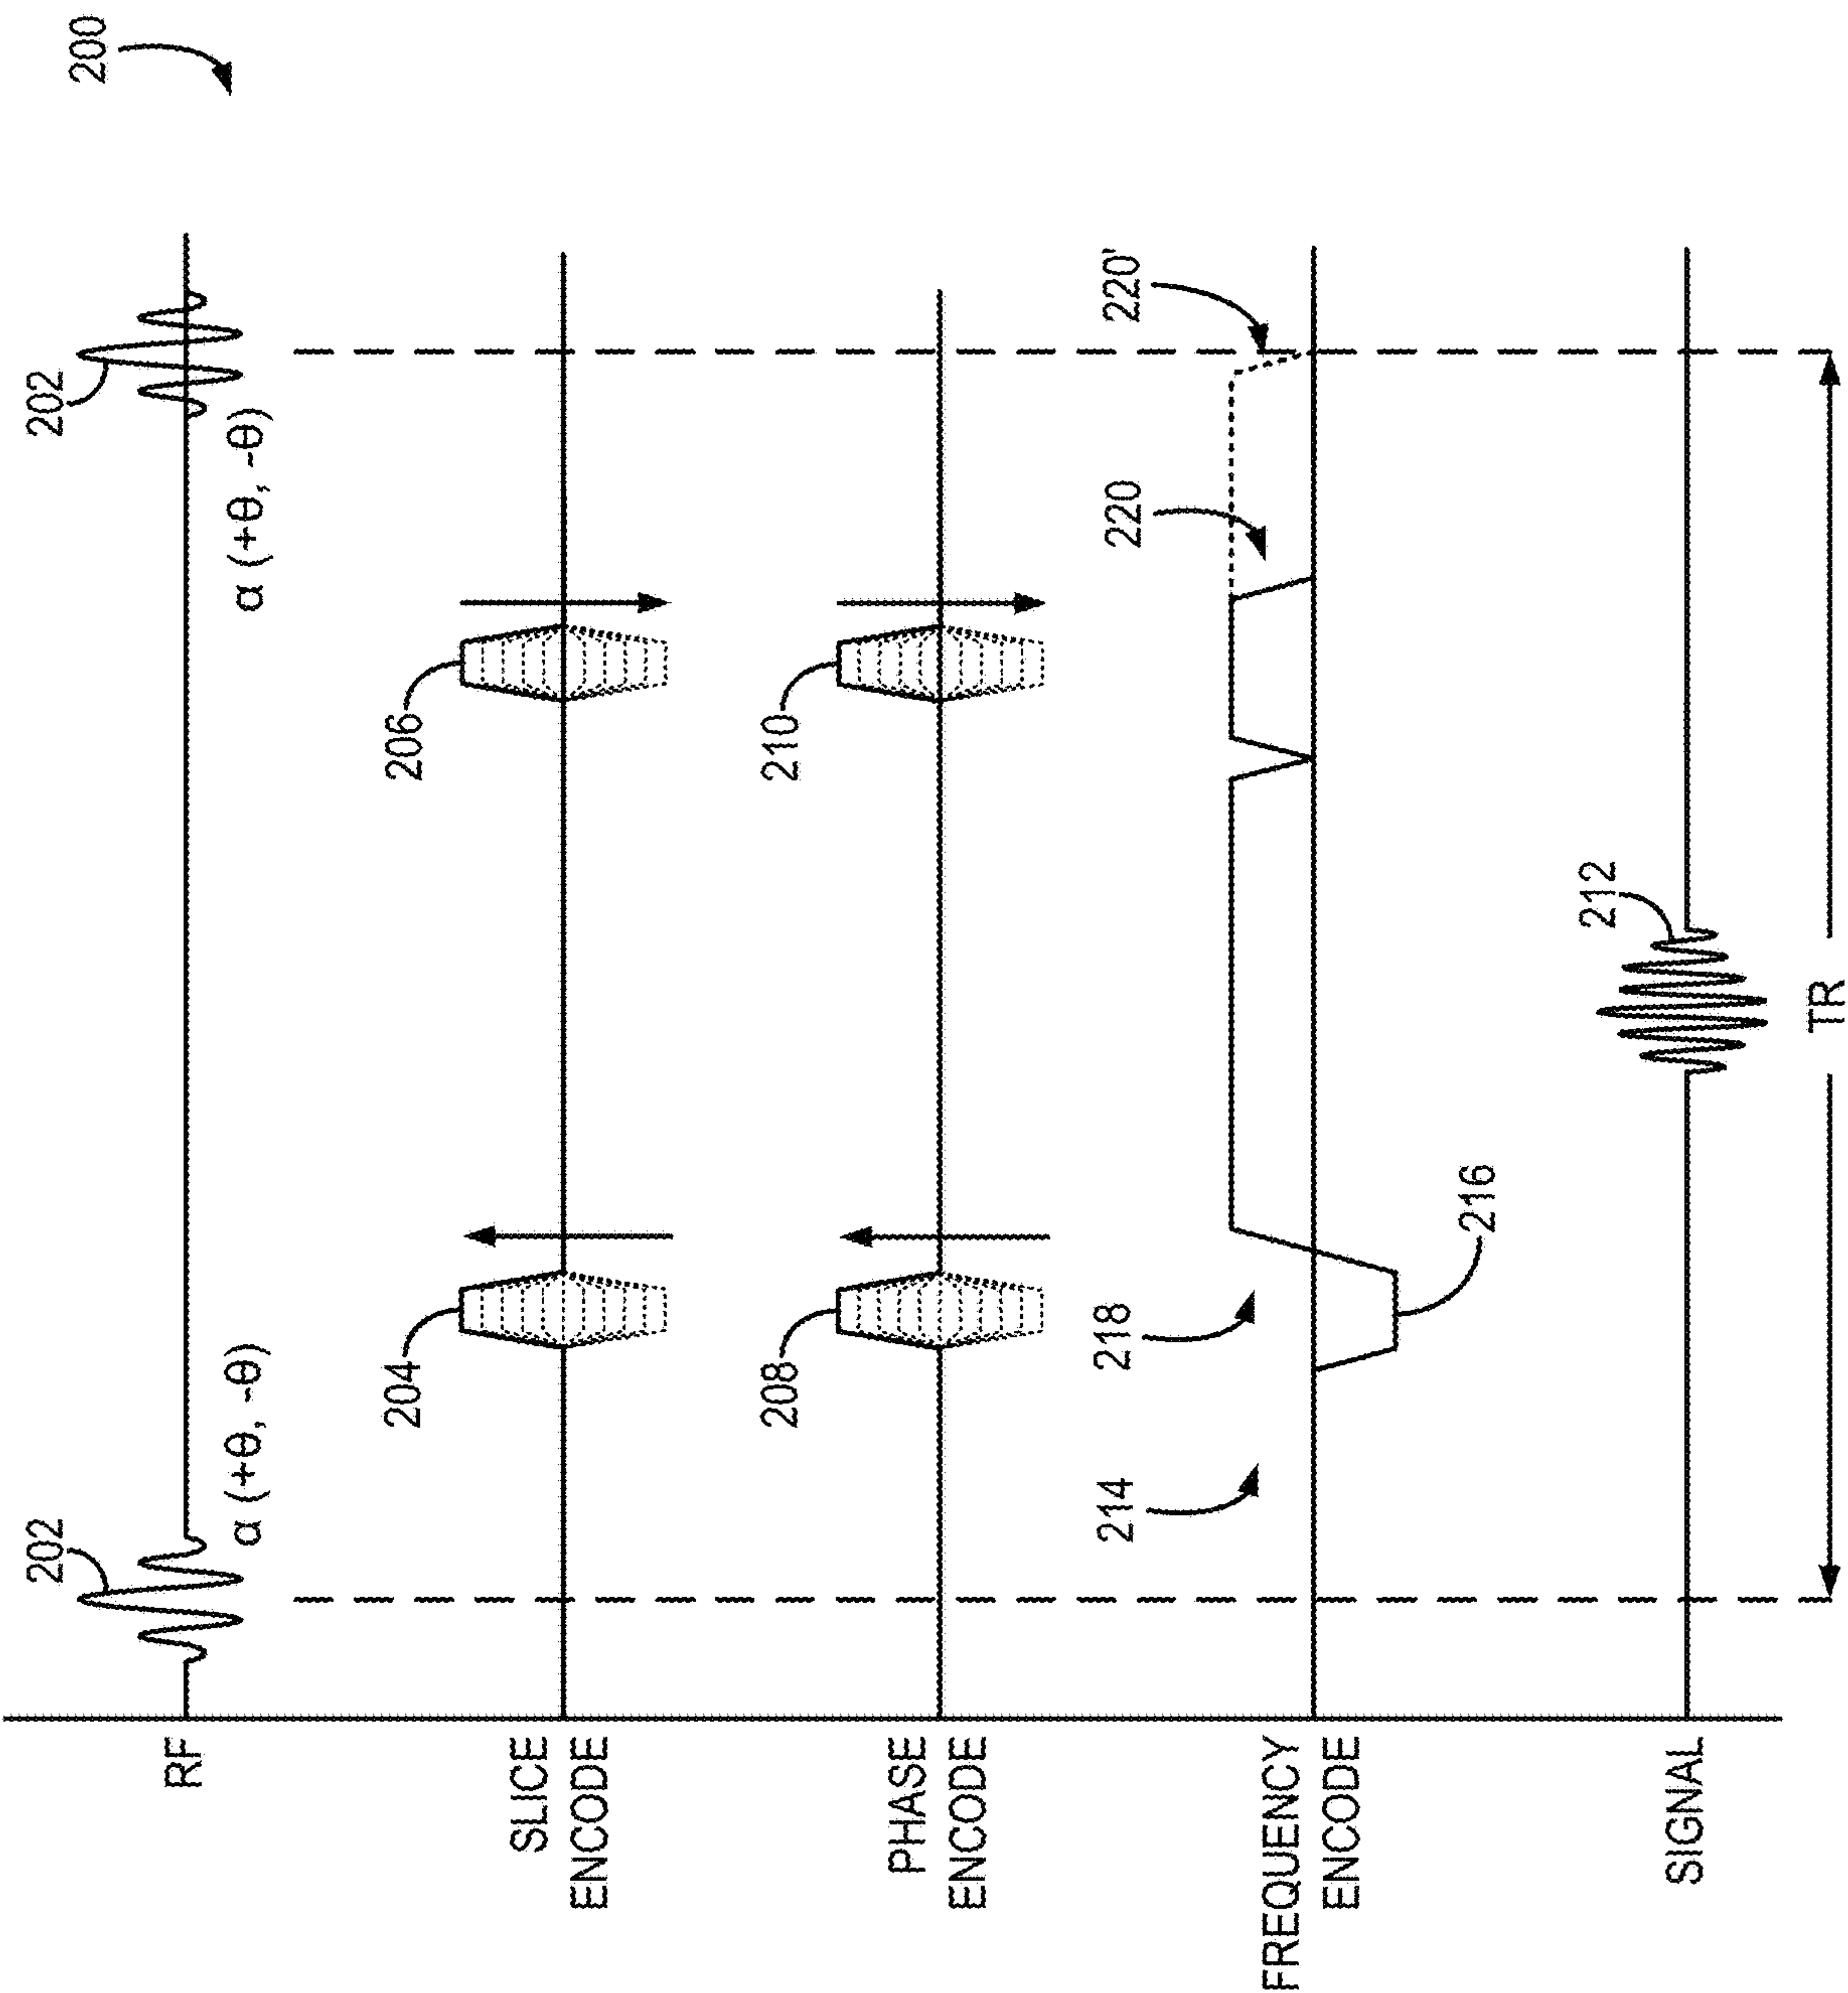 200
202
202
RF
α (+θ, -θ)
α (+θ, -θ)
204
206
SLICE
ENCODE
208
210
PHASE
ENCODE
214
218
220
220'
FREQUENCY
ENCODE
216
212
SIGNAL
TR